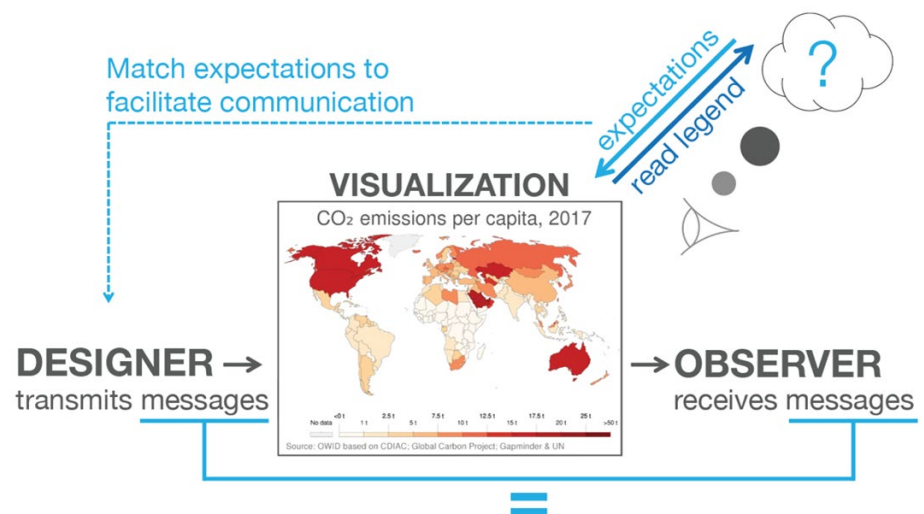 Match expectations to
facilitate communication
expectations
read legend
?
VISUALIZATION
CO₂ emissions per capita, 2017
DESIGNER
transmits messages
OBSERVER
receives messages
No data
<0 t
1 t
2.5 t
5 t
7.5 t
10 t
12.5 t
15 t
17.5 t
20 t
25 t
>50 t
Source: OWID based on CDIAC; Global Carbon Project; Gapminder & UN
=